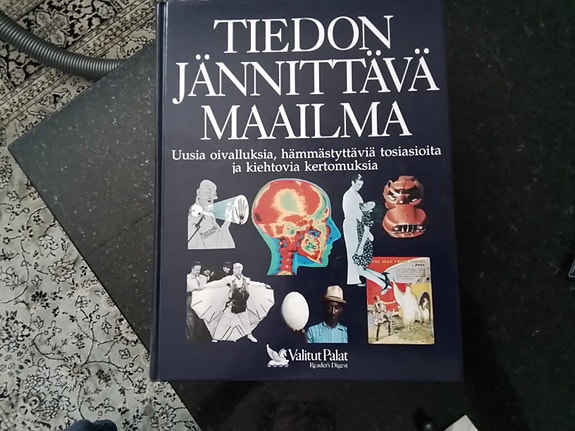 TIEDON
JÄNNITTÄVÄ
MAAILMA
Uusia oivalluksia, hämmästyttäviä tosiasioita
ja kiehtovia kertomuksia
Valitut Palat
Reader's Digest